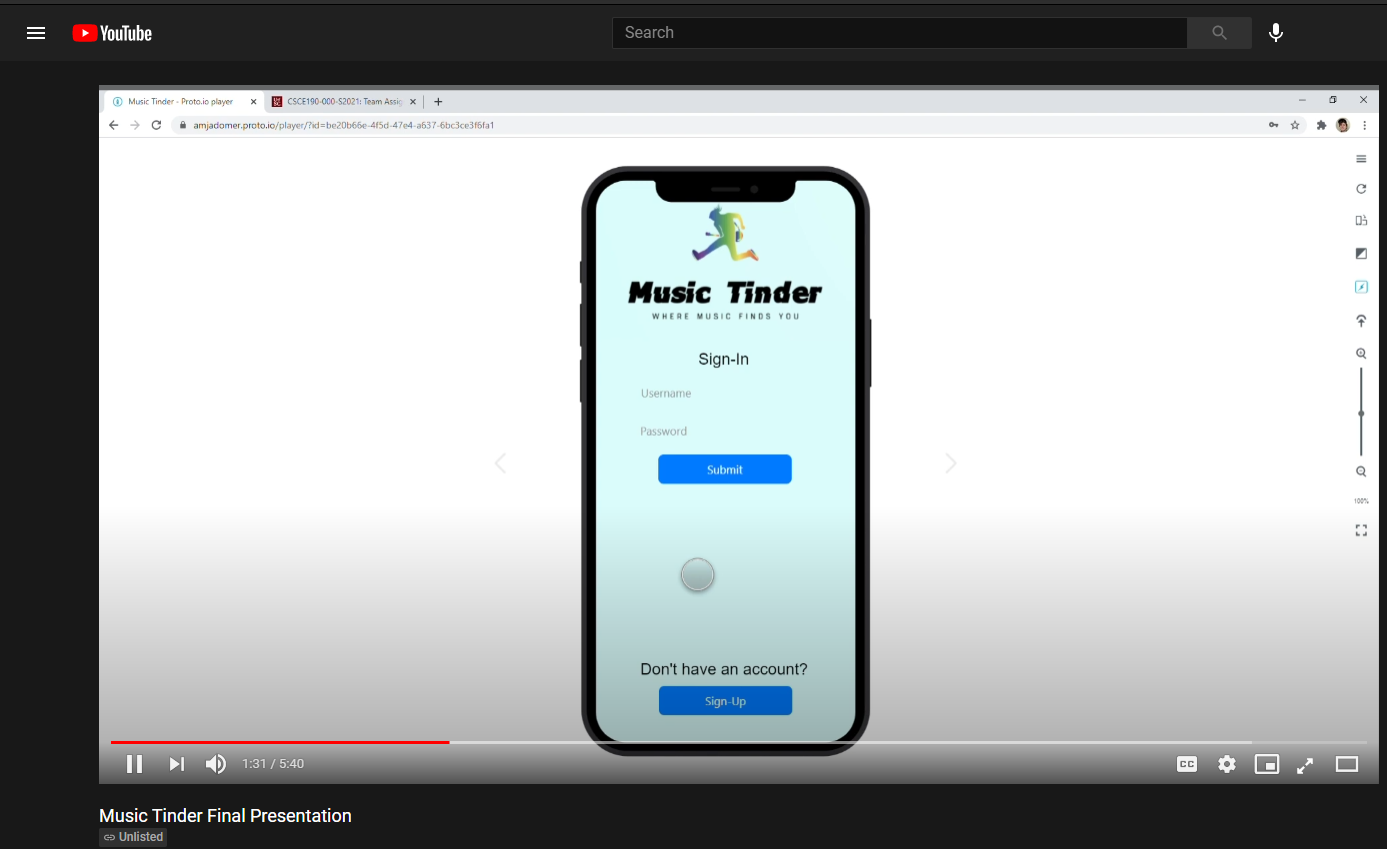 YouTube
Search
Music Tinder - Proto.io player
CSCE190-000-S2021: Team Assig
amjadomer.proto.io/player/?id=be20b66e-4f5d-47e4-a637-6bc3ce3f6fa1
Music Tinder
WHERE MUSIC FINDS YOU
Sign-In
Username
Password
Submit
100%
Don't have an account?
Sign-Up
1:31 / 5:40
CC
Music Tinder Final Presentation
Unlisted